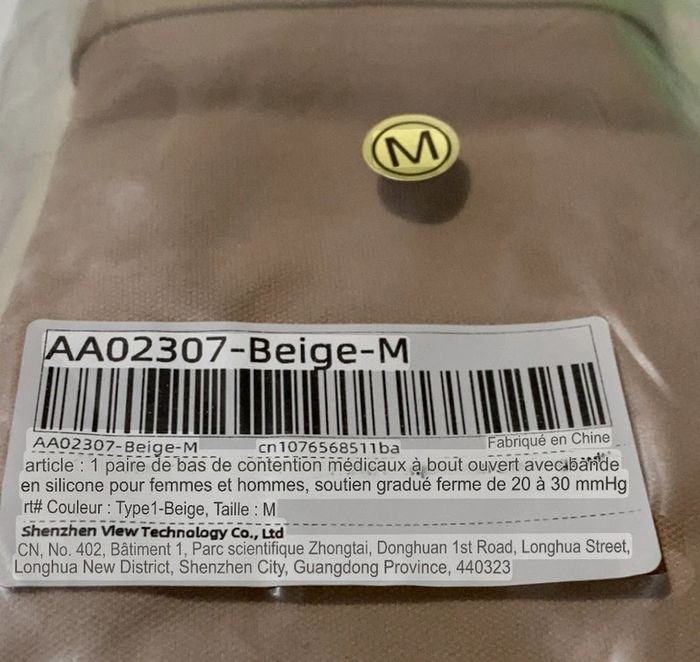 M
AA02307-Beige-M
AA02307-Beige-M cn1076568511ba Fabriqué en Chine
article : 1 paire de bas de contention médicaux à bout ouvert avec bande
en silicone pour femmes et hommes, soutien gradué ferme de 20 à 30 mmHg
rt# Couleur : Type1-Beige, Taille : M
Shenzhen View Technology Co., Ltd
CN, No. 402, Bâtiment 1, Parc scientifique Zhongtai, Donghuan 1st Road, Longhua Street,
Longhua New District, Shenzhen City, Guangdong Province, 440323